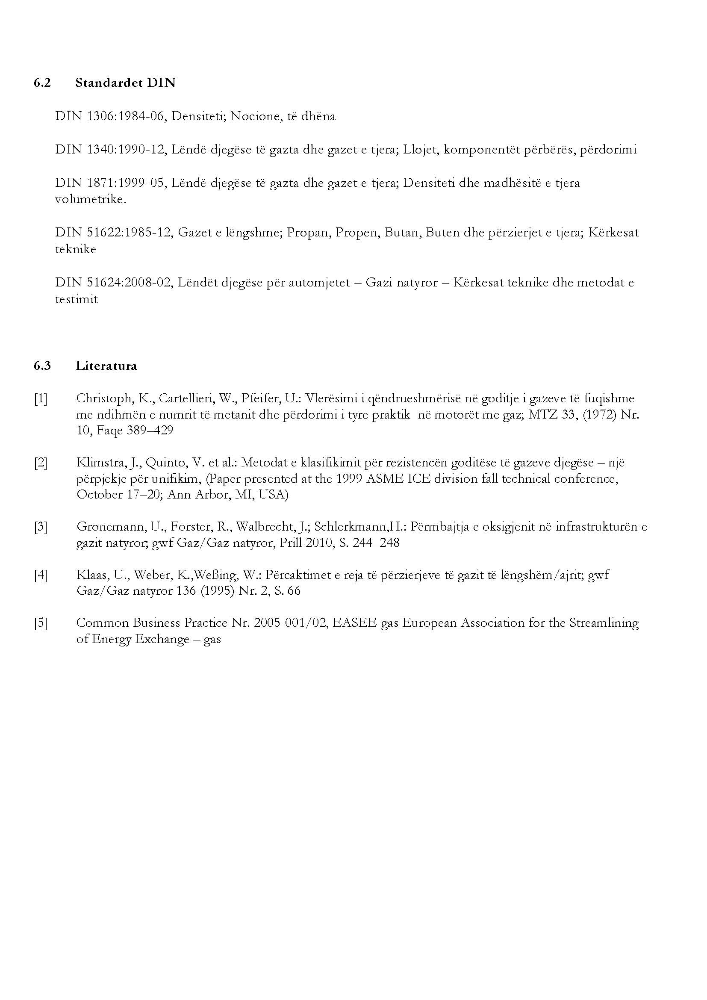 6.2 Standardet DIN
DIN 1306:1984-06, Densiteti; Nocione, të dhëna
DIN 1340:1990-12, Lëndë djegëse të gazta dhe gazet e tjera; Llojet, komponentët përbërës, përdorimi
DIN 1871:1999-05, Lëndë djegëse të gazta dhe gazet e tjera; Densiteti dhe madhësitë e tjera
volumetrike.
DIN 51622:1985-12, Gazet e lëngshme; Propan, Propen, Butan, Buten dhe përzierjet e tjera; Kërkesat
teknike
DIN 51624:2008-02, Lëndët djegëse për automjetet – Gazi natyror – Kërkesat teknike dhe metodat e
testimit
6.3 Literatura
[1] Christoph, K., Cartellieri, W., Pfeifer, U.: Vlerësimi i qëndrueshmërisë në goditje i gazeve të fuqishme
me ndihmën e numrit të metanit dhe përdorimi i tyre praktik në motorët me gaz; MTZ 33, (1972) Nr.
10, Faqe 389–429
[2] Klimstra, J., Quinto, V. et al.: Metodat e klasifikimit për rezistencën goditëse të gazeve djegëse – një
përpjekje për unifikim, (Paper presented at the 1999 ASME ICE division fall technical conference,
October 17–20; Ann Arbor, MI, USA)
[3] Gronemann, U., Forster, R., Walbrecht, J.; Schlerkmann,H.: Përmbajtja e oksigjenit në infrastrukturën e
gazit natyror; gwf Gaz/Gaz natyror, Prill 2010, S. 244–248
[4] Klaas, U., Weber, K.,Weßing, W.: Përcaktimet e reja të përzierjeve të gazit të lëngshëm/ajrit; gwf
Gaz/Gaz natyror 136 (1995) Nr. 2, S. 66
[5] Common Business Practice Nr. 2005-001/02, EASEE-gas European Association for the Streamlining
of Energy Exchange – gas